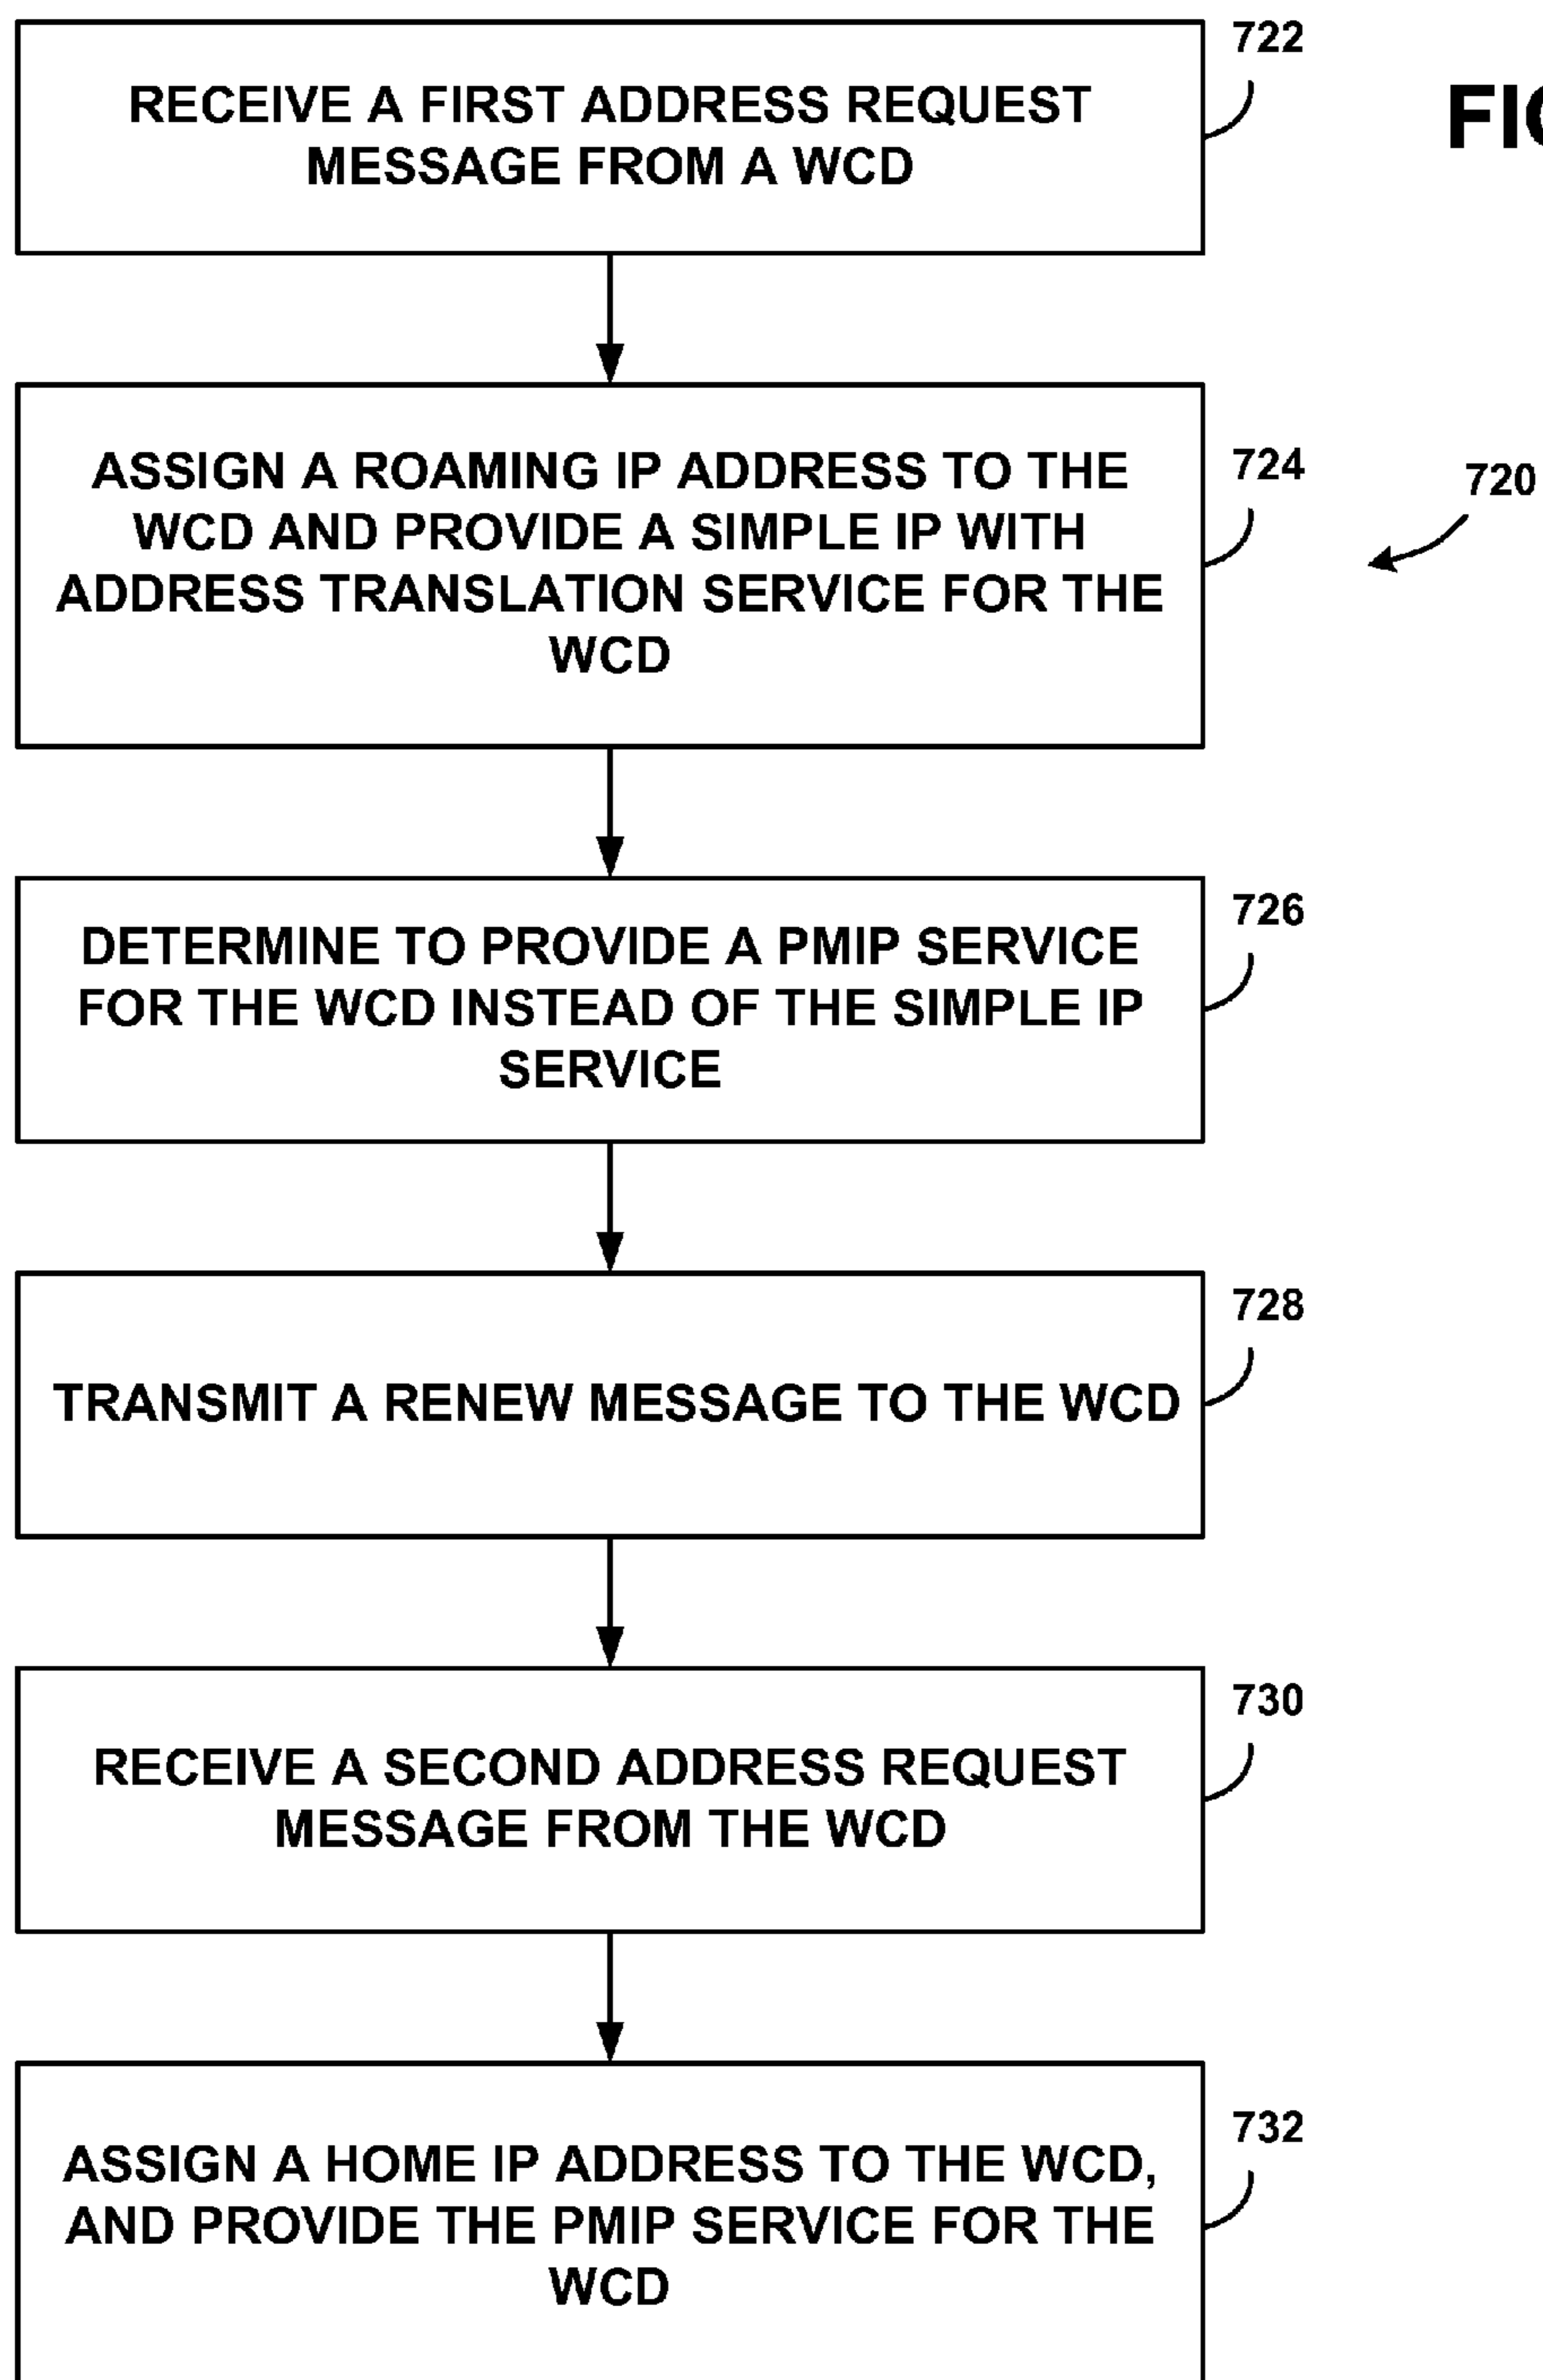 722
RECEIVE A FIRST ADDRESS REQUEST
MESSAGE FROM A WCD
724
ASSIGN A ROAMING IP ADDRESS TO THE
WCD AND PROVIDE A SIMPLE IP WITH
ADDRESS TRANSLATION SERVICE FOR THE
WCD
720
726
DETERMINE TO PROVIDE A PMIP SERVICE
FOR THE WCD INSTEAD OF THE SIMPLE IP
SERVICE
728
TRANSMIT A RENEW MESSAGE TO THE WCD
730
RECEIVE A SECOND ADDRESS REQUEST
MESSAGE FROM THE WCD
732
ASSIGN A HOME IP ADDRESS TO THE WCD,
AND PROVIDE THE PMIP SERVICE FOR THE
WCD